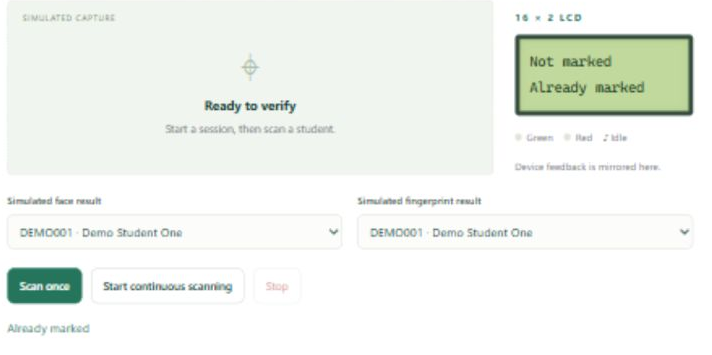 SIMULATED CAPTURE
Ready to verify
Start a session, then scan a student.
16 × 2 LCD
Not marked
Already marked
Green Red ♪ Idle
Device feedback is mirrored here.
Simulated face result
DEMO001 · Demo Student One
Simulated fingerprint result
DEMO001 · Demo Student One
Scan once
Start continuous scanning
Stop
Already marked